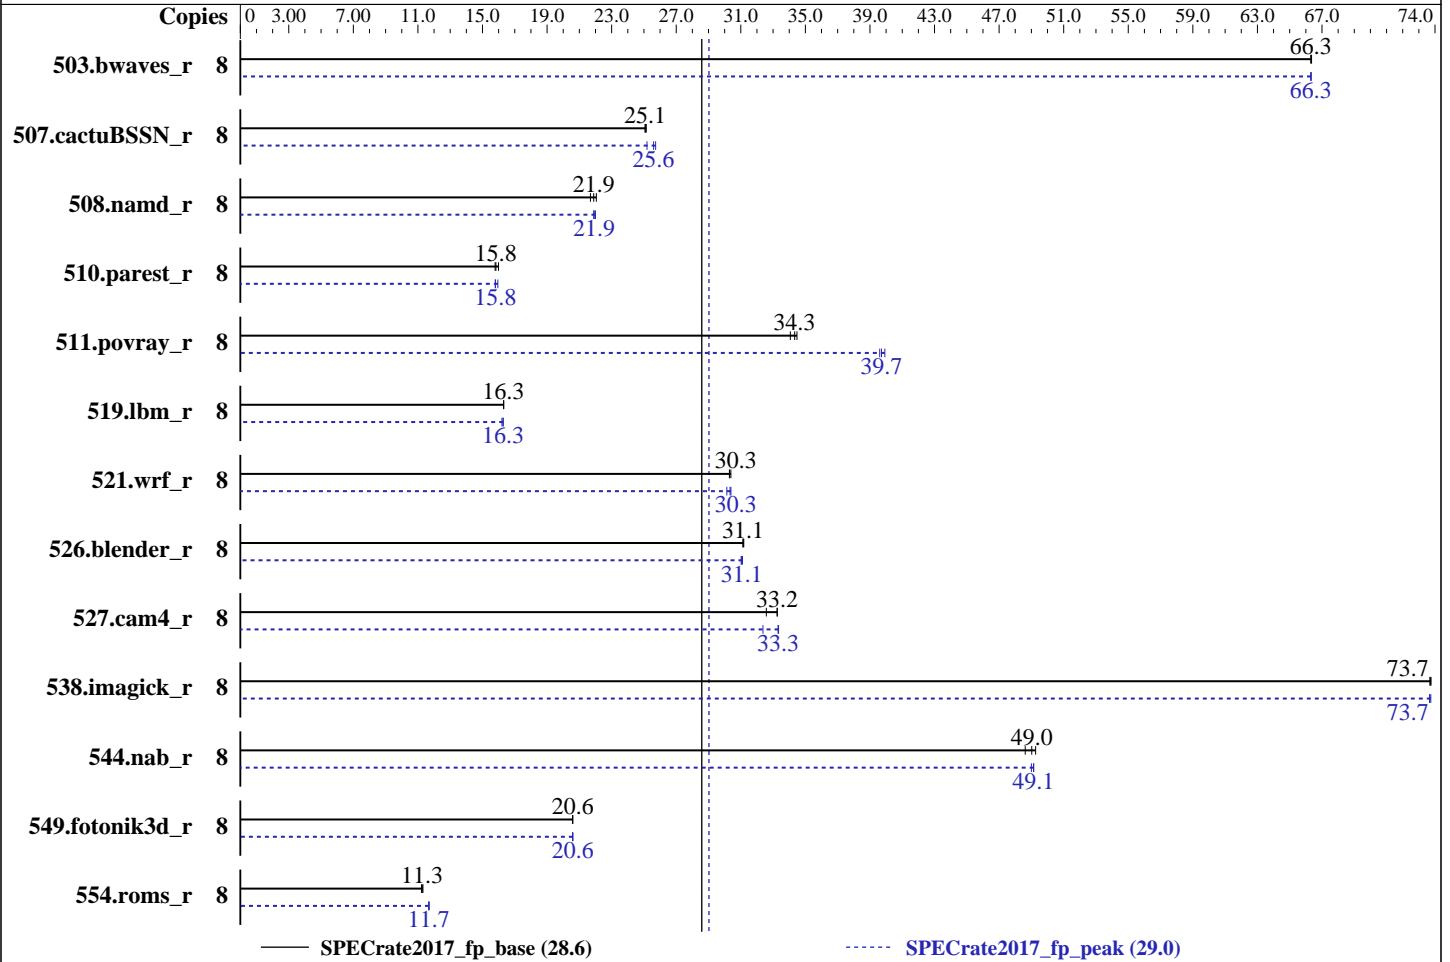 Copies 0 3.00 7.00 11.0 15.0 19.0 23.0 27.0 31.0 35.0 39.0 43.0 47.0 51.0 55.0 59.0 63.0 67.0 74.0
503.bwaves_r 8 66.3
66.3
507.cactuBSSN_r 8 25.1
25.6
508.namd_r 8 21.9
21.9
510.parest_r 8 15.8
15.8
511.povray_r 8 34.3
39.7
519.lbm_r 8 16.3
16.3
521.wrf_r 8 30.3
30.3
526.blender_r 8 31.1
31.1
527.cam4_r 8 33.2
33.3
538.imagick_r 8 73.7
73.7
544.nab_r 8 49.0
49.1
549.fotonik3d_r 8 20.6
20.6
554.roms_r 8 11.3
11.7
SPECrate2017_fp_base (28.6) SPECrate2017_fp_peak (29.0)